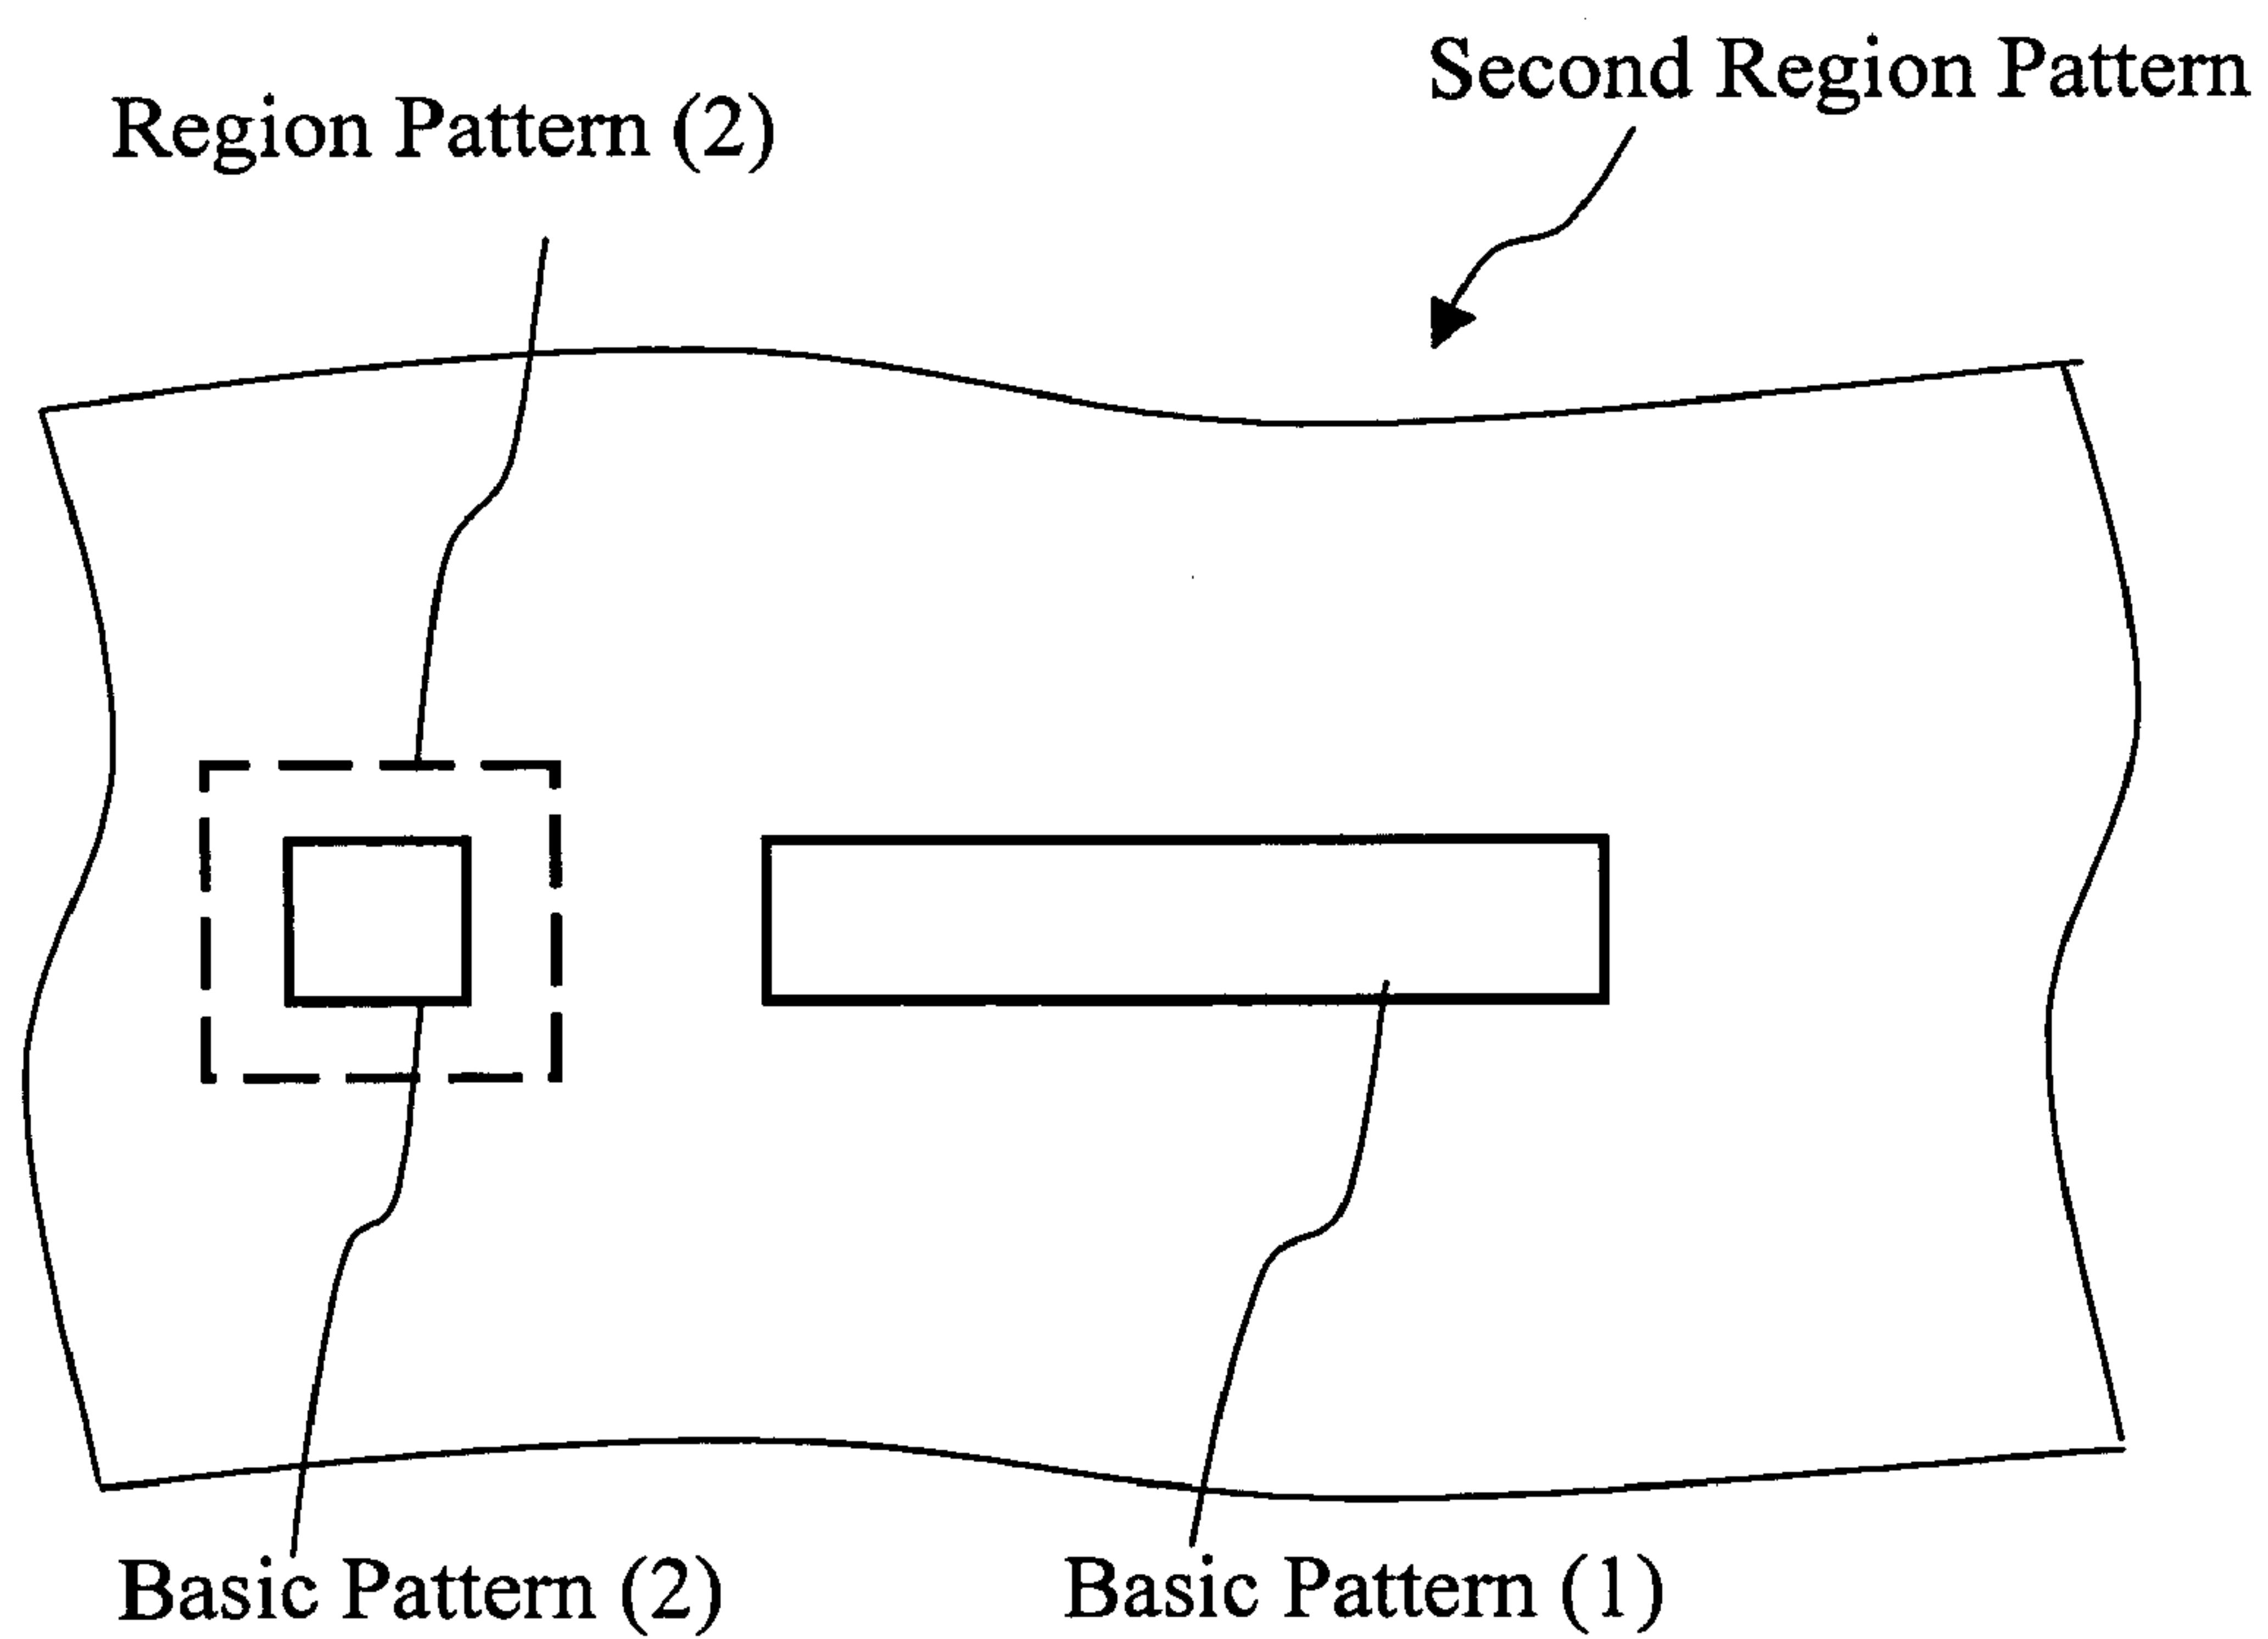 Second Region Pattern
Region Pattern (2)
Basic Pattern (2)
Basic Pattern (1)